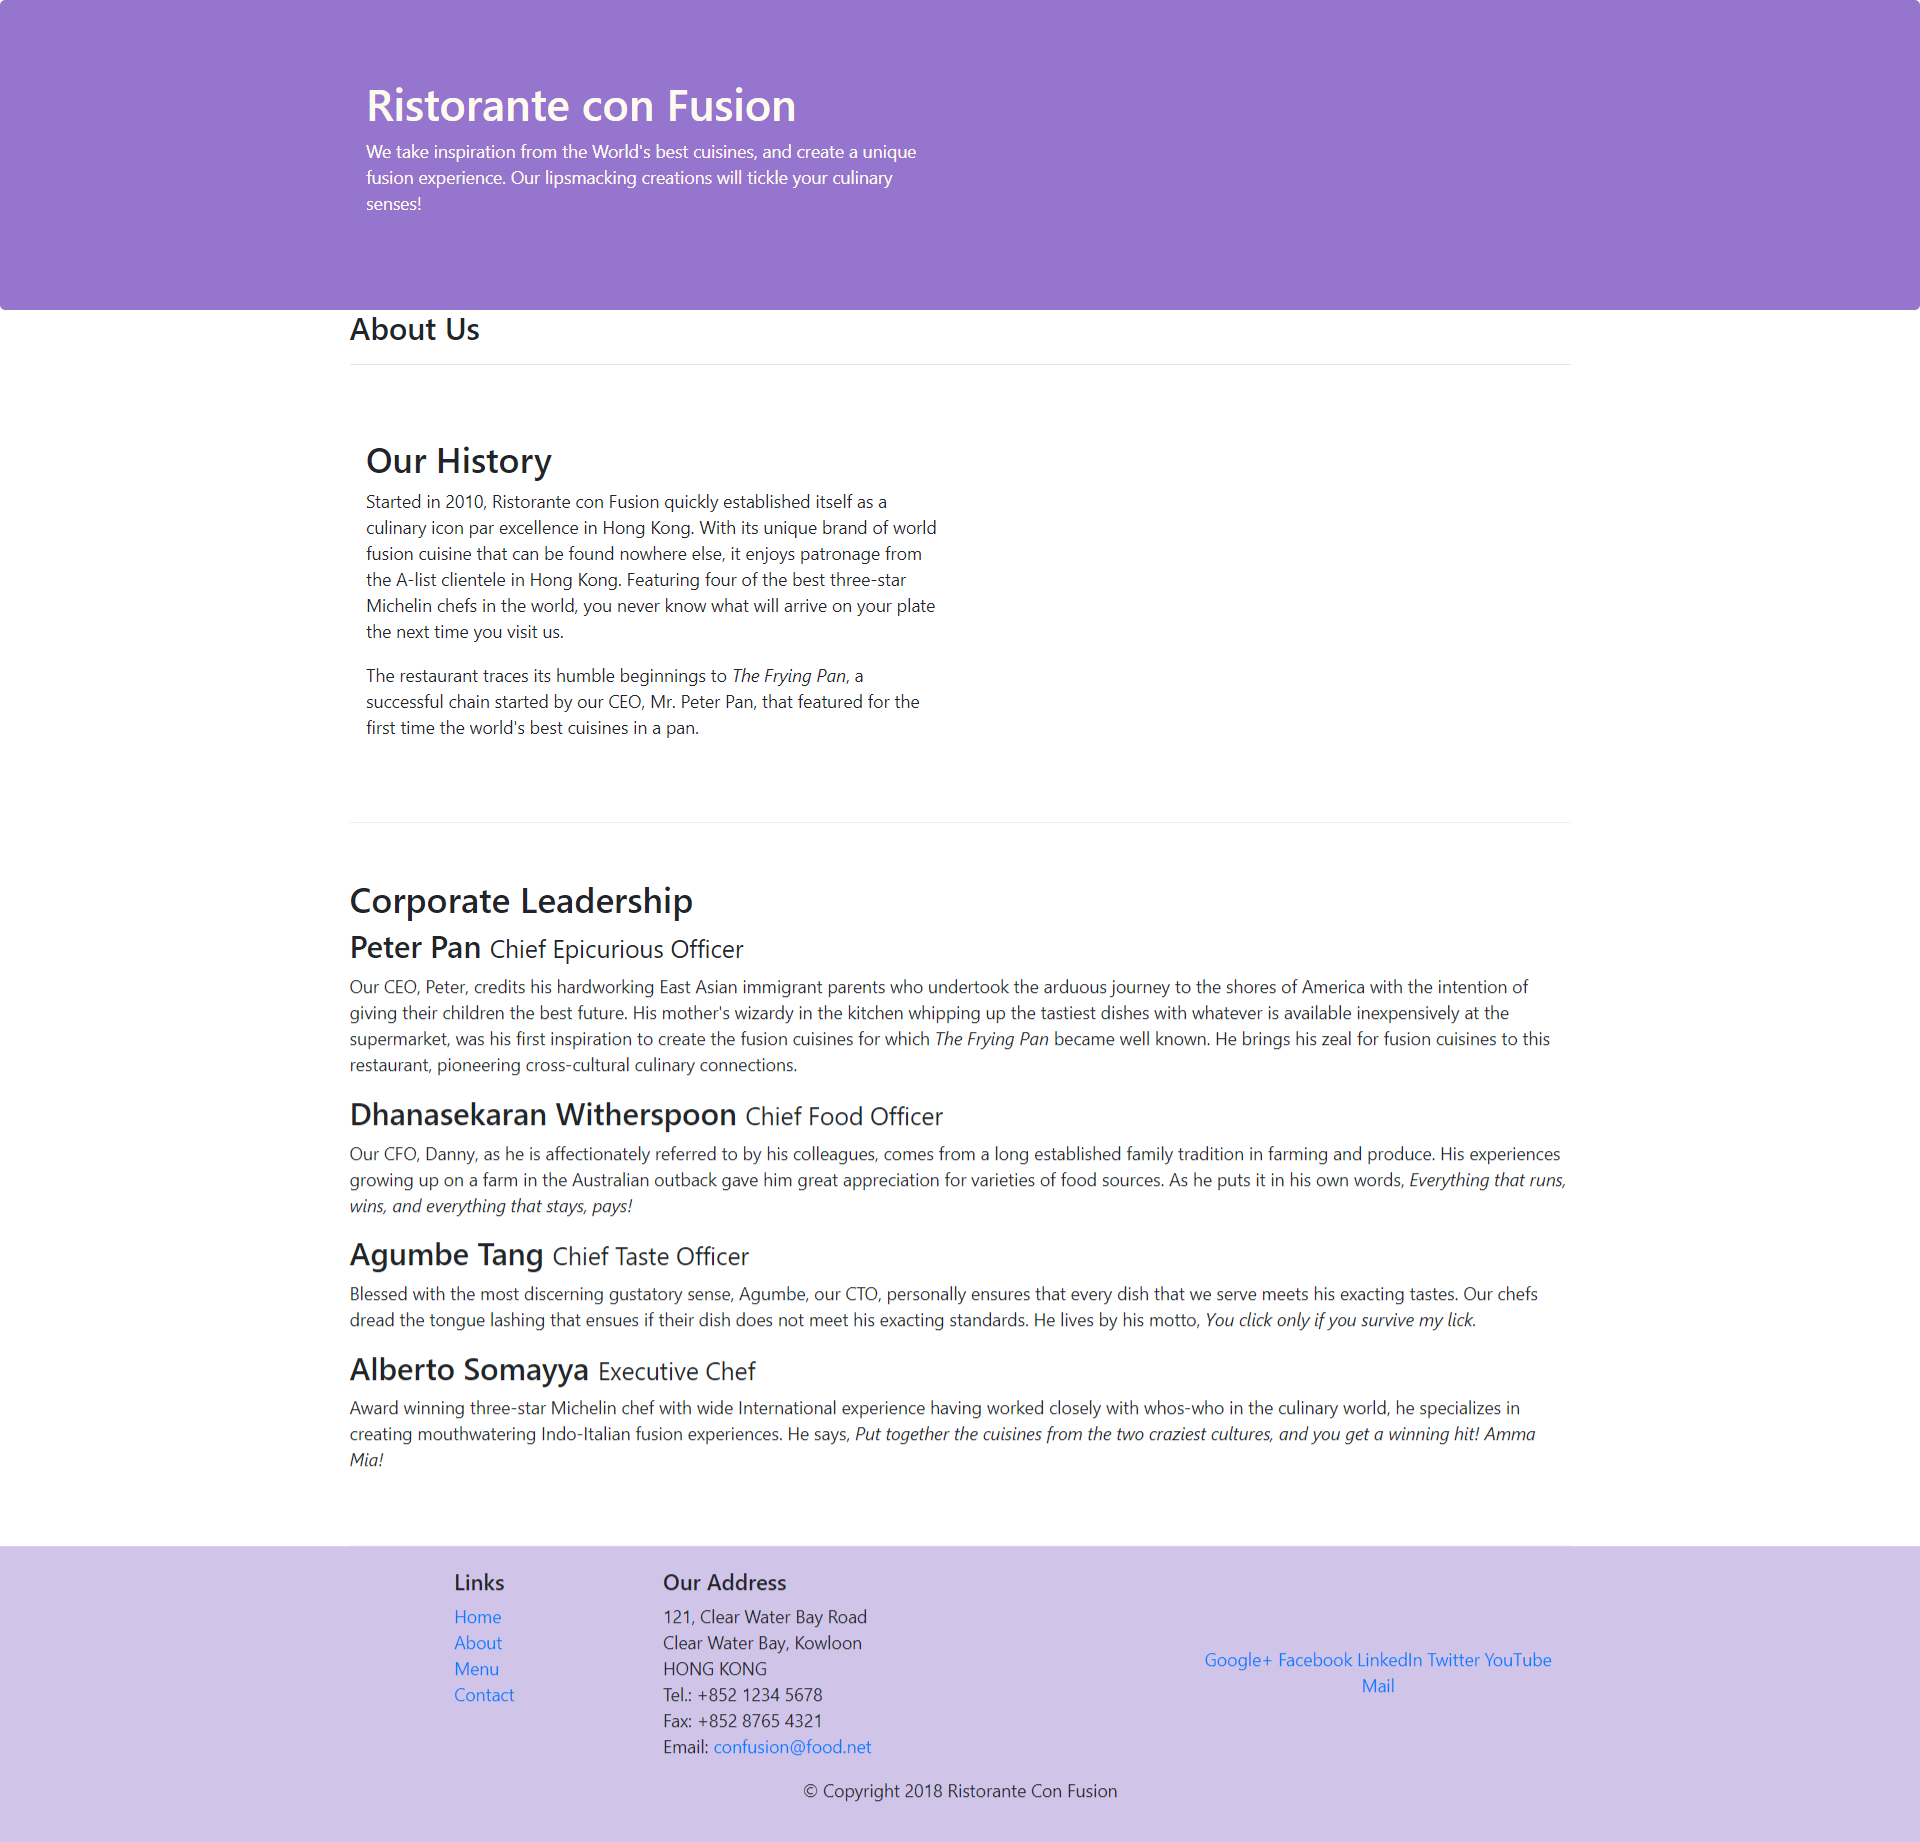 Ristorante con Fusion
We take inspiration from the World's best cuisines, and create a unique
fusion experience. Our lipsmacking creations will tickle your culinary
senses!
About Us
Our History
Started in 2010, Ristorante con Fusion quickly established itself as a
culinary icon par excellence in Hong Kong. With its unique brand of world
fusion cuisine that can be found nowhere else, it enjoys patronage from
the A-list clientele in Hong Kong. Featuring four of the best three-star
Michelin chefs in the world, you never know what will arrive on your plate
the next time you visit us.
The restaurant traces its humble beginnings to The Frying Pan, a
successful chain started by our CEO, Mr. Peter Pan, that featured for the
first time the world's best cuisines in a pan.
Corporate Leadership
Peter Pan Chief Epicurious Officer
Our CEO, Peter, credits his hardworking East Asian immigrant parents who undertook the arduous journey to the shores of America with the intention of
giving their children the best future. His mother's wizardy in the kitchen whipping up the tastiest dishes with whatever is available inexpensively at the
supermarket, was his first inspiration to create the fusion cuisines for which The Frying Pan became well known. He brings his zeal for fusion cuisines to this
restaurant, pioneering cross-cultural culinary connections.
Dhanasekaran Witherspoon Chief Food Officer
Our CFO, Danny, as he is affectionately referred to by his colleagues, comes from a long established family tradition in farming and produce. His experiences
growing up on a farm in the Australian outback gave him great appreciation for varieties of food sources. As he puts it in his own words, Everything that runs,
wins, and everything that stays, pays!
Agumbe Tang Chief Taste Officer
Blessed with the most discerning gustatory sense, Agumbe, our CTO, personally ensures that every dish that we serve meets his exacting tastes. Our chefs
dread the tongue lashing that ensues if their dish does not meet his exacting standards. He lives by his motto, You click only if you survive my lick.
Alberto Somayya Executive Chef
Award winning three-star Michelin chef with wide International experience having worked closely with whos-who in the culinary world, he specializes in
creating mouthwatering Indo-Italian fusion experiences. He says, Put together the cuisines from the two craziest cultures, and you get a winning hit! Amma
Mia!
Links
Home
About
Menu
Contact
Our Address
121, Clear Water Bay Road
Clear Water Bay, Kowloon
HONG KONG
Tel.: +852 1234 5678
Fax: +852 8765 4321
Email: confusion@food.net
Google+ Facebook LinkedIn Twitter YouTube
Mail
© Copyright 2018 Ristorante Con Fusion